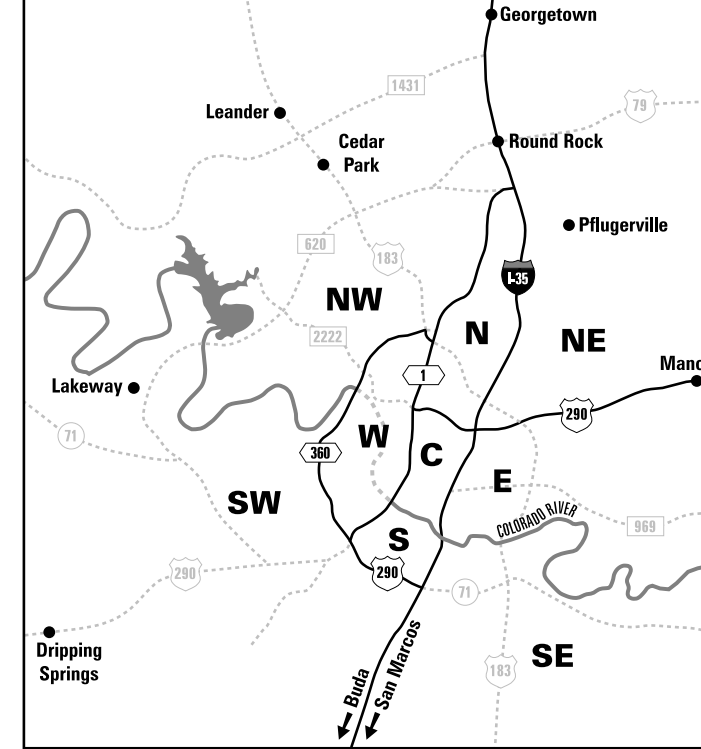 Georgetown
1431
79
Leander
Round Rock
Cedar
Park
Pflugerville
620
183
I-35
NW
N
NE
2222
Mano
1
Lakeway
290
71
W
C
360
E
SW
COLORADO RIVER
969
S
290
290
71
Dripping
Springs
SE
183
Buda
San Marcos